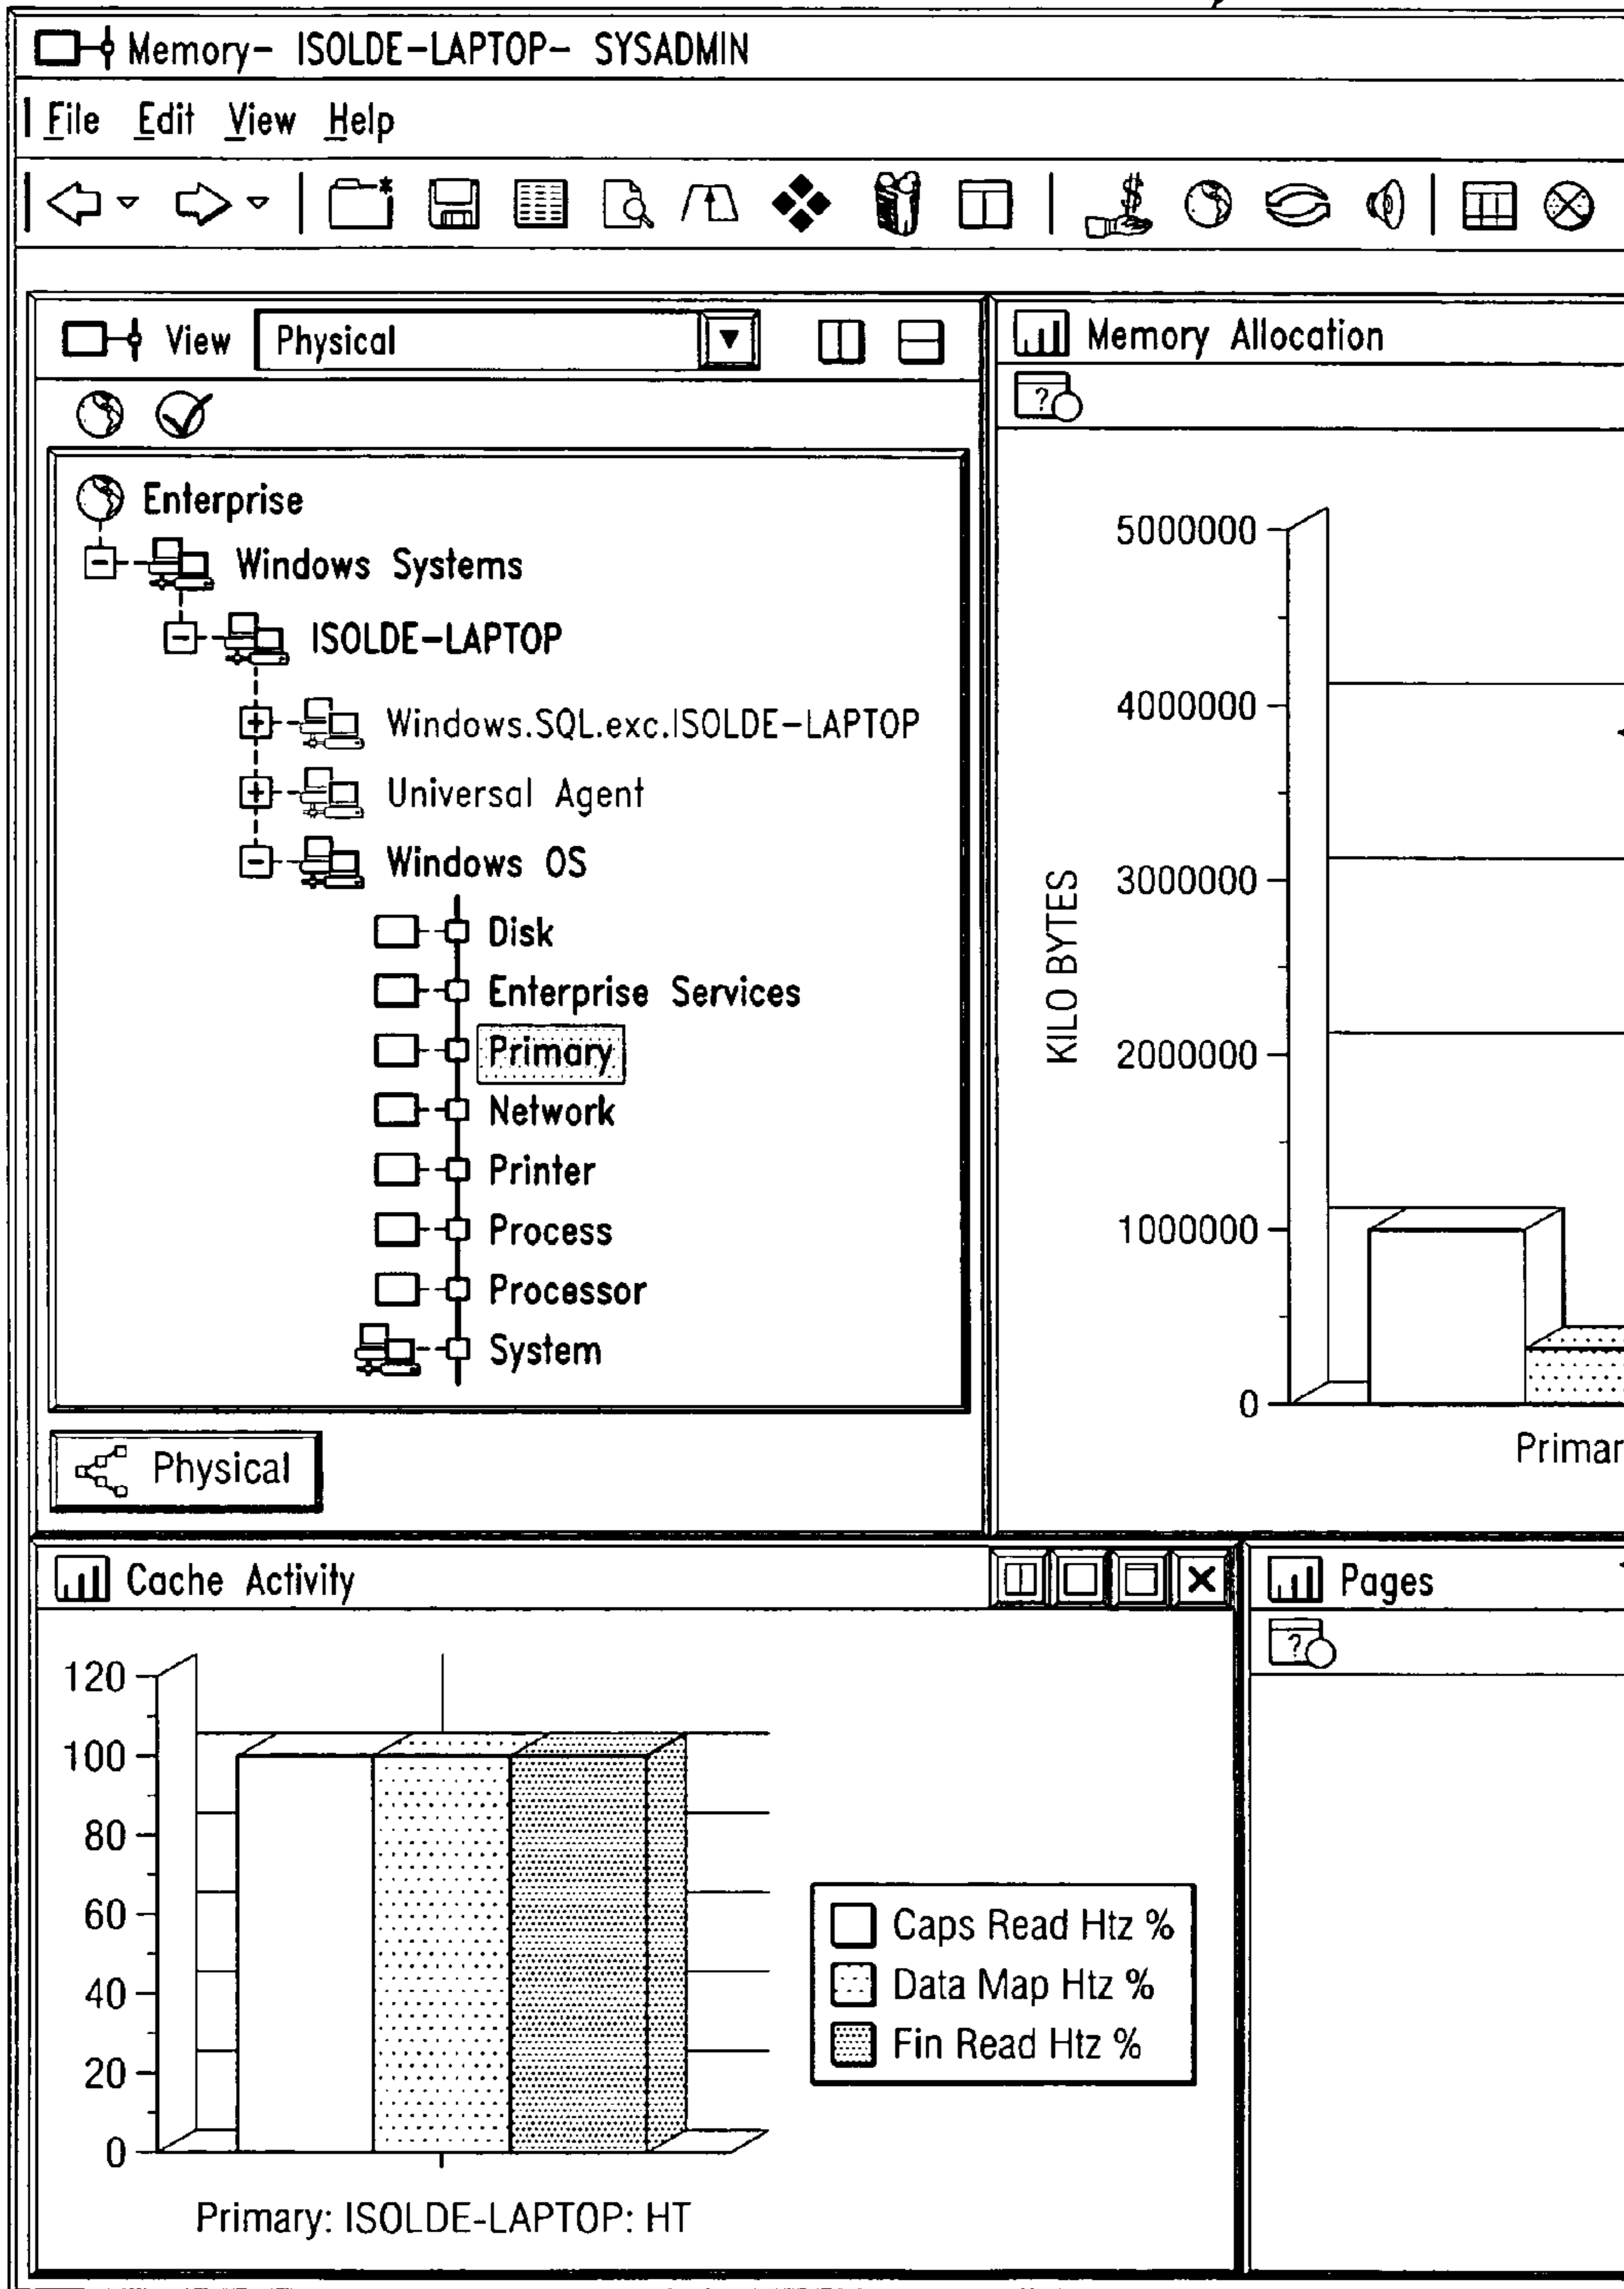 Memory- ISOLDE-LAPTOP- SYSADMIN
File Edit View Help
View Physical
Enterprise
Windows Systems
ISOLDE-LAPTOP
Windows.SQL.exc.ISOLDE-LAPTOP
Universal Agent
Windows OS
Disk
Enterprise Services
Primary
Network
Printer
Process
Processor
System
Physical
Memory Allocation
?
5000000
4000000
3000000
2000000
1000000
0
KILO BYTES
Primar
Cache Activity
120
100
80
60
40
20
0
Caps Read Htz %
Data Map Htz %
Fin Read Htz %
Primary: ISOLDE-LAPTOP: HT
Pages
?